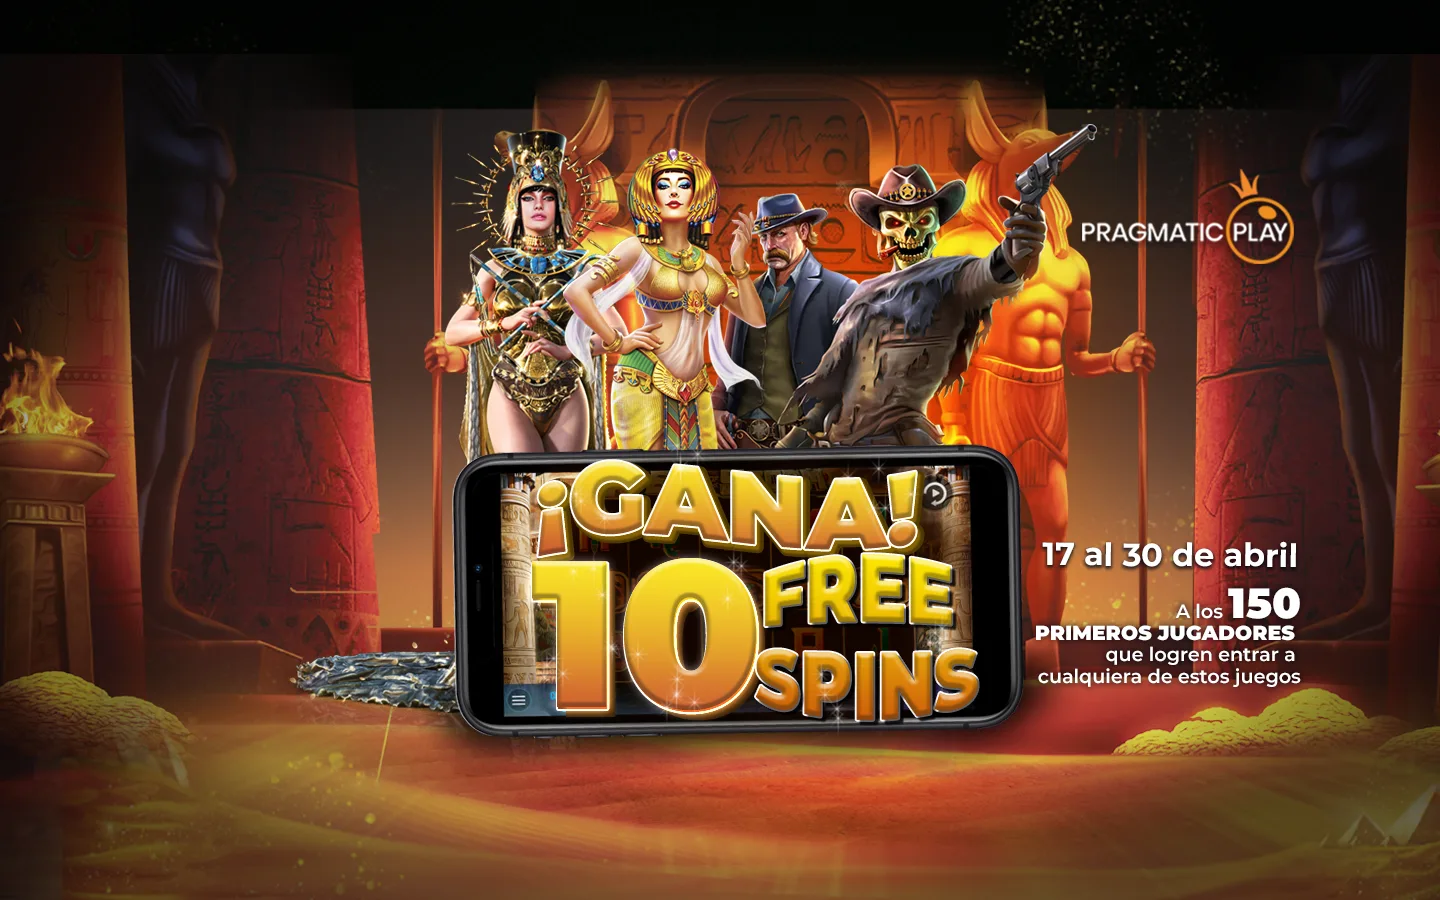 PRAGMATIC PLAY
¡GANA!
10 FREE
SPINS
17 al 30 de abril
A los 150
PRIMEROS JUGADORES
que logren entrar a
cualquiera de estos juegos